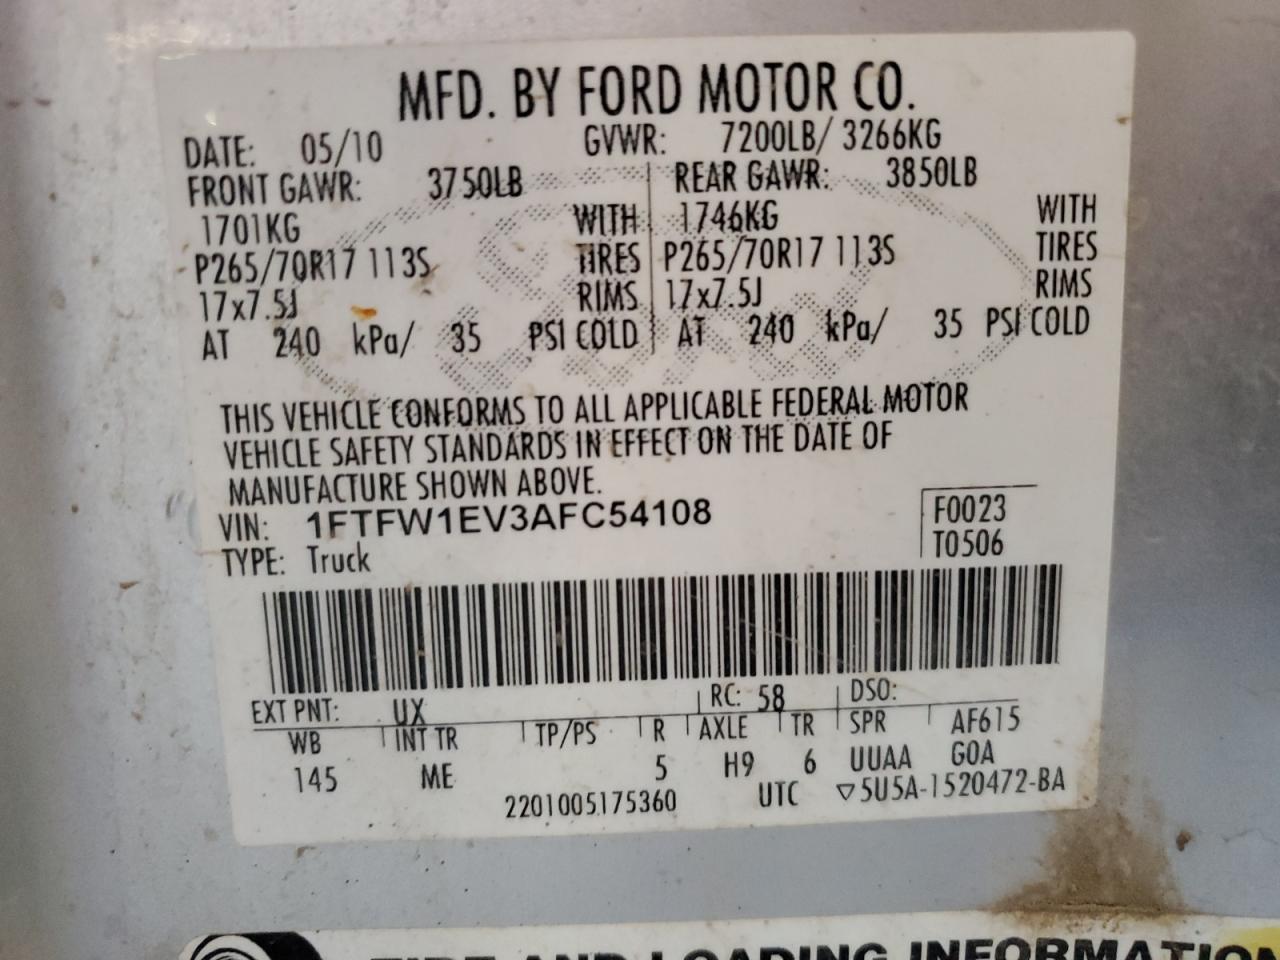 MFD. BY FORD MOTOR CO.
DATE: 05/10 GVWR: 7200LB/ 3266KG
FRONT GAWR: 3750LB REAR GAWR: 3850LB
1701KG WITH 1746KG WITH
P265/70R17 113S TIRES P265/70R17 113S TIRES
17x7.5J RIMS 17x7.5J RIMS
AT 240 kPa/ 35 PSI COLD AT 240 kPa/ 35 PSI COLD
THIS VEHICLE CONFORMS TO ALL APPLICABLE FEDERAL MOTOR
VEHICLE SAFETY STANDARDS IN EFFECT ON THE DATE OF
MANUFACTURE SHOWN ABOVE.
VIN: 1FTFW1EV3AFC54108 F0023
TYPE: Truck T0506
EXT PNT: UX RC: 58 DSO:
WB INT TR TP/PS R AXLE TR SPR AF615
145 ME 5 H9 6 UUAA GOA
2201005175360 UTC ▽5U5A-1520472-BA
TIRE AND LOADING INFORMATION